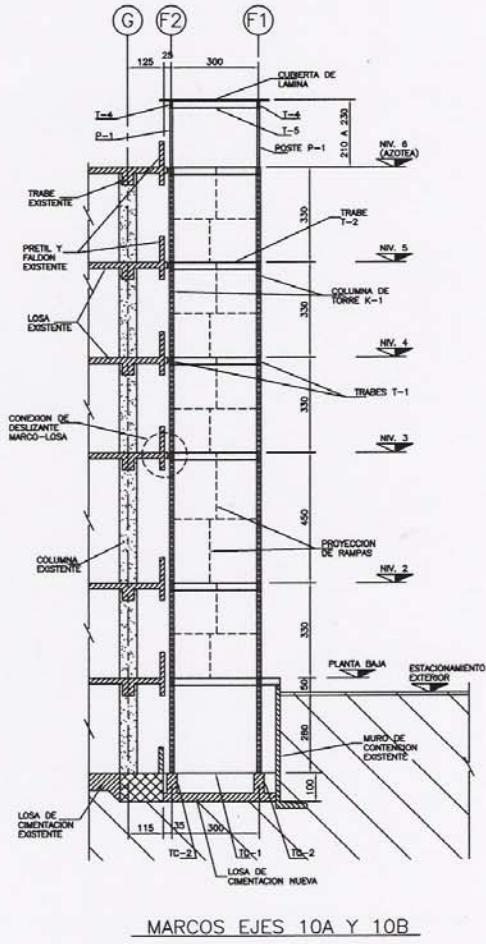 G
F2
F1
25
125
300
CUBIERTA DE
LAMINA
T-4
T-4
T-5
P-1
POSTE P-1
210 A 230
NIV. 6
(AZOTEA)
TRABE
EXISTENTE
330
TRABE
T-2
PRETIL Y
FALDON
EXISTENTE
NIV. 5
COLUMNA DE
TORRE K-1
330
LOSA
EXISTENTE
NIV. 4
TRABES T-1
330
CONEXION DE
DESLIZANTE
MARCO-LOSA
NIV. 3
450
PROYECCION
DE RAMPAS
COLUMNA
EXISTENTE
NIV. 2
330
PLANTA BAJA
ESTACIONAMIENTO
EXTERIOR
50
MURO DE
CONTENCION
EXISTENTE
280
100
LOSA DE
CIMENTACION
EXISTENTE
115
35
300
TC-2
TC-1
TC-2
LOSA DE
CIMENTACION NUEVA
MARCOS EJES 10A Y 10B